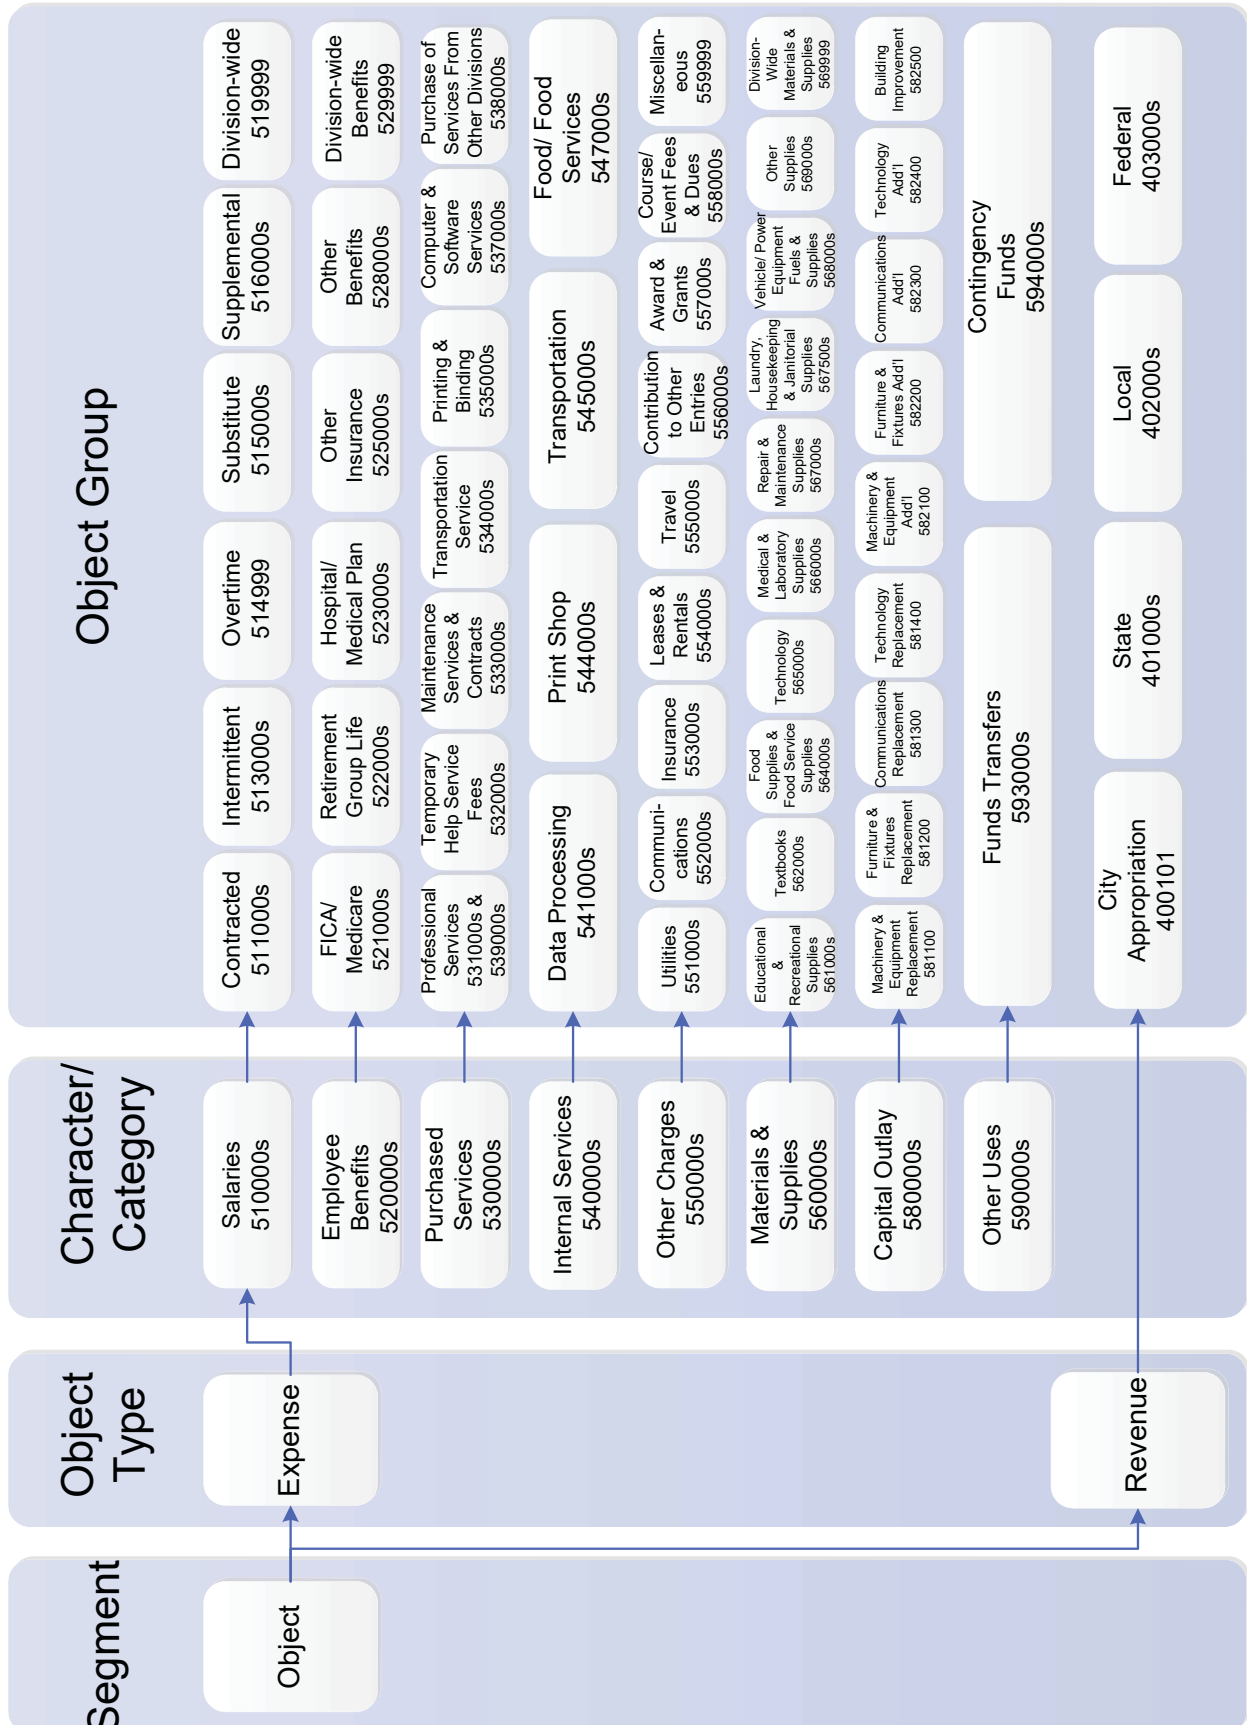 Segment
Object
Type
Character/
Category
Object Group
Object
Expense
Revenue
Salaries
510000s
Contracted
511000s
Intermittent
513000s
Overtime
514999
Substitute
515000s
Supplemental
516000s
Division-wide
519999
Employee
Benefits
520000s
FICA/
Medicare
521000s
Retirement
Group Life
522000s
Hospital/
Medical Plan
523000s
Other
Insurance
525000s
Other
Benefits
528000s
Division-wide
Benefits
529999
Purchased
Services
530000s
Professional
Services
531000s &
539000s
Temporary
Help Service
Fees
532000s
Maintenance
Services &
Contracts
533000s
Transportation
Service
534000s
Printing &
Binding
535000s
Computer &
Software
Services
537000s
Purchase of
Services From
Other Divisions
538000s
Internal Services
540000s
Data Processing
541000s
Print Shop
544000s
Transportation
545000s
Food/ Food
Services
547000s
Other Charges
550000s
Utilities
551000s
Communi-
cations
552000s
Insurance
553000s
Leases &
Rentals
554000s
Travel
555000s
Contribution
to Other
Entries
556000s
Award &
Grants
557000s
Course/
Event Fees
& Dues
558000s
Miscellan-
eous
559999
Materials &
Supplies
560000s
Educational
&
Recreational
Supplies
561000s
Textbooks
562000s
Food
Supplies &
Food Service
Supplies
564000s
Technology
565000s
Medical &
Laboratory
Supplies
566000s
Repair &
Maintenance
Supplies
567000s
Laundry,
Housekeeping
& Janitorial
Supplies
567500s
Vehicle/ Power
Equipment
Fuels &
Supplies
568000s
Other
Supplies
569000s
Division-
Wide
Materials &
Supplies
569999
Capital Outlay
580000s
Machinery &
Equipment
Replacement
581100
Furniture &
Fixtures
Replacement
581200
Communications
Replacement
581300
Technology
Replacement
581400
Machinery &
Equipment
Add'l
582100
Furniture &
Fixtures Add'l
582200
Communications
Add'l
582300
Technology
Add'l
582400
Building
Improvement
582500
Other Uses
590000s
Funds Transfers
593000s
Contingency
Funds
594000s
City
Appropriation
400101
State
401000s
Local
402000s
Federal
403000s